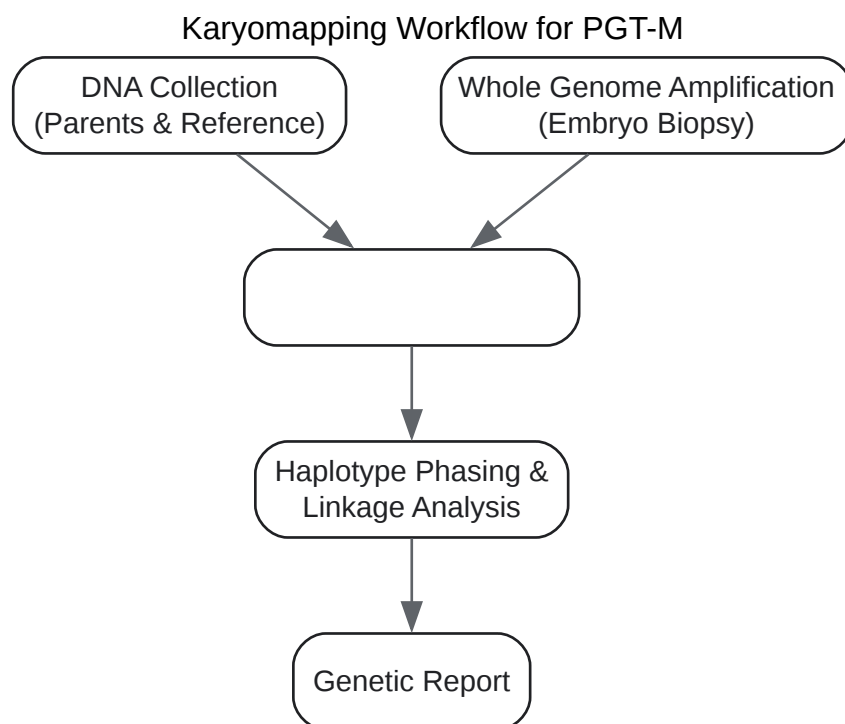 Karyomapping Workflow for PGT-M
DNA Collection
(Parents & Reference)
Whole Genome Amplification
(Embryo Biopsy)
Haplotype Phasing &
Linkage Analysis
Genetic Report